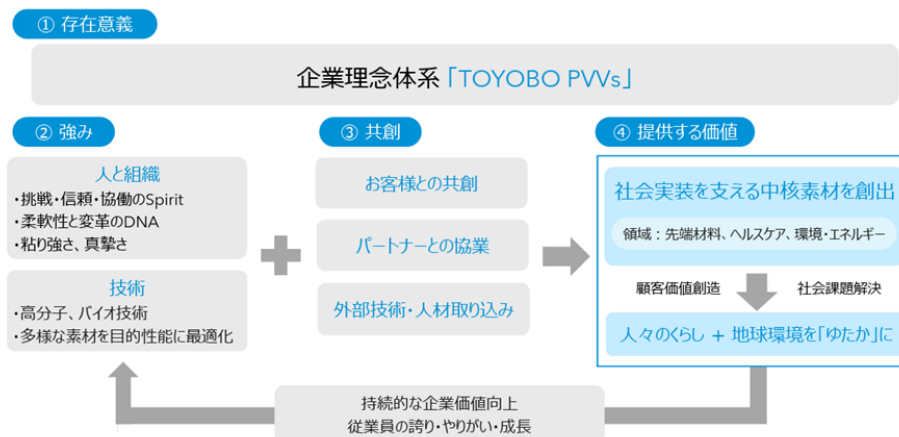 ① 存在意義
企業理念体系「TOYOBO PVVs」
② 強み
人と組織
・挑戦・信頼・協働のSpirit
・柔軟性と変革のDNA
・粘り強さ、真摯さ
技術
・高分子、バイオ技術
・多様な素材を目的性能に最適化
③ 共創
お客様との共創
パートナーとの協業
外部技術・人材取り込み
④ 提供する価値
社会実装を支える中核素材を創出
領域：先端材料、ヘルスケア、環境・エネルギー
顧客価値創造
社会課題解決
人々のくらし + 地球環境を「ゆたか」に
持続的な企業価値向上
従業員の誇り・やりがい・成長